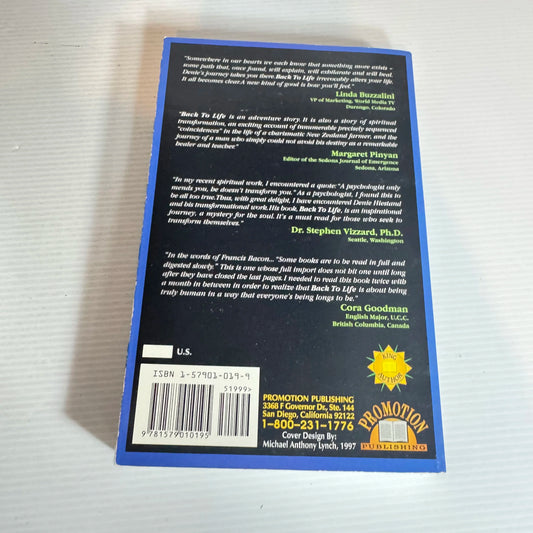 "Somewhere in our hearts we each know that something more exists –
some path that, once found, will explain, will exhilarate and will heal.
Denie's journey takes you there. Back To Life irrevocably alters your life.
It all becomes clear. A new kind of good is how you'll feel."
Linda Buzzalini
VP of Marketing, World Media TV
Durango, Colorado
"Back To Life is an adventure story. It is also a story of spiritual
transformation, an exciting account of innumerable precisely sequenced
"coincidences" in the life of a charismatic New Zealand farmer, and the
journey of a man who simply could not avoid his destiny as a remarkable
healer and teacher."
Margaret Pinyan
Editor of the Sedona Journal of Emergence
Sedona, Arizona
"In my recent spiritual work, I encountered a quote: "A psychologist only
mends you, he doesn't transform you." As a psychologist, I found this to
be all too true. Thus, with great delight, I have encountered Denie Hiestand
and his transformational work. His book, Back To Life, is an inspirational
journey, a mystery for the soul. It's a must read for those who seek to
transform themselves."
Dr. Stephen Vizzard, Ph.D.
Seattle, Washington
"In the words of Francis Bacon... "Some books are to be read in full and
digested slowly." This is one whose full import does not hit one until long
after they have closed the last pages. I needed to read this book twice with
a month in between in order to realize that Back To Life is about being
truly human in a way that everyone's being longs to be."
Cora Goodman
English Major, U.C.C.
British Columbia, Canada
U.S.
ISBN 1-57901-019-9
51999>
9 781579 010195
PROMOTION PUBLISHING
3368 F Governor Dr., Ste. 144
San Diego, California 92122
1-800-231-1776
Cover Design By:
Michael Anthony Lynch, 1997
KING
AUTHOR
PROMOTION
PUBLISHING